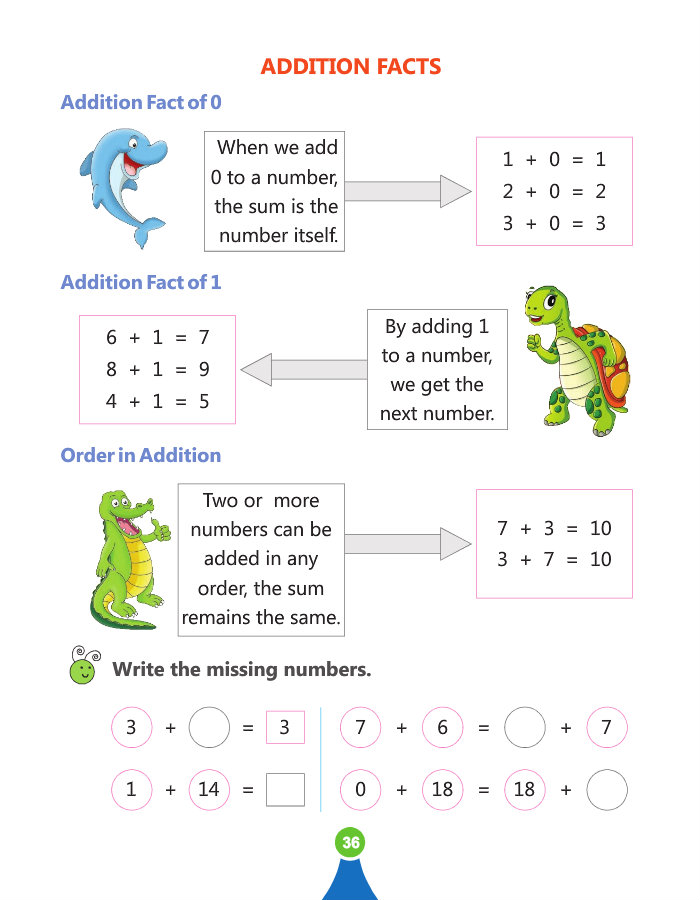 ADDITION FACTS
Addition Fact of 0
When we add
0 to a number,
the sum is the
number itself.
1 + 0 = 1
2 + 0 = 2
3 + 0 = 3
Addition Fact of 1
6 + 1 = 7
8 + 1 = 9
4 + 1 = 5
By adding 1
to a number,
we get the
next number.
Order in Addition
Two or more
numbers can be
added in any
order, the sum
remains the same.
7 + 3 = 10
3 + 7 = 10
Write the missing numbers.
3 + = 3
7 + 6 = + 7
1 + 14 =
0 + 18 = 18 +
36